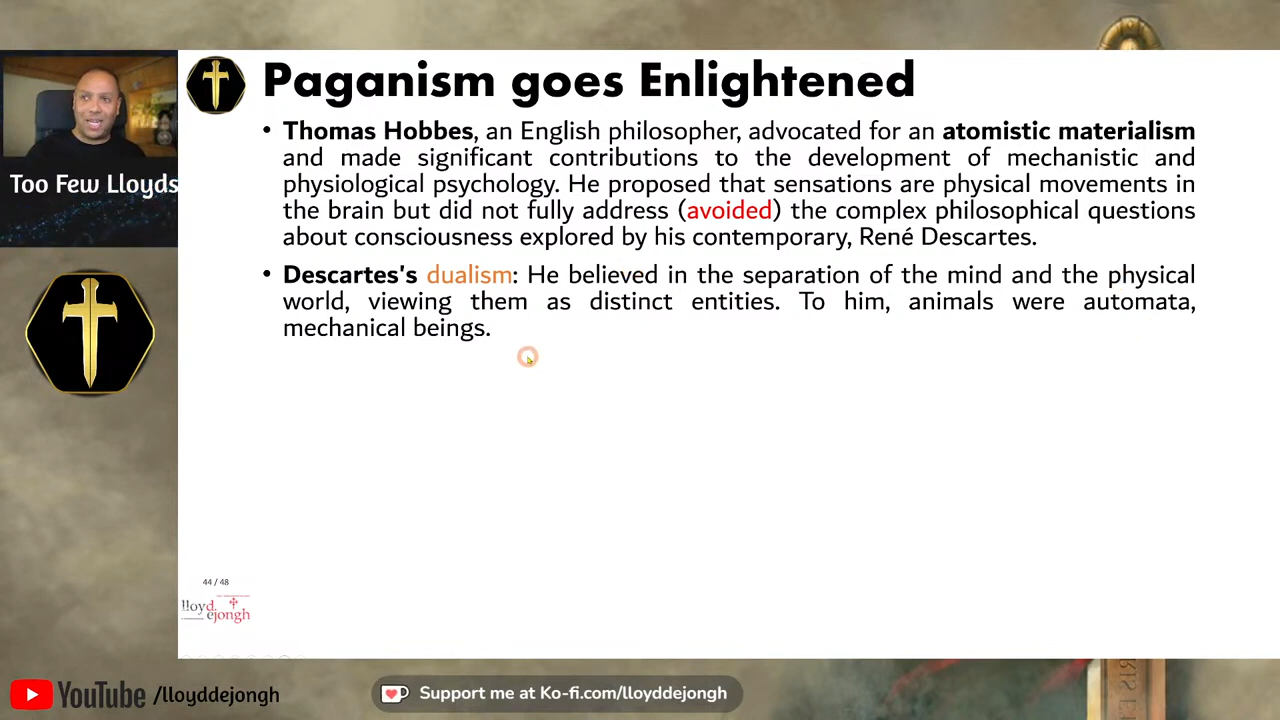 Paganism goes Enlightened
Too Few Lloyds
• Thomas Hobbes, an English philosopher, advocated for an atomistic materialism
and made significant contributions to the development of mechanistic and
physiological psychology. He proposed that sensations are physical movements in
the brain but did not fully address (avoided) the complex philosophical questions
about consciousness explored by his contemporary, René Descartes.
• Descartes's dualism: He believed in the separation of the mind and the physical
world, viewing them as distinct entities. To him, animals were automata,
mechanical beings.
44 / 48
lloyd
ejongh
YouTube /lloyddejongh
Support me at Ko-fi.com/lloyddejongh